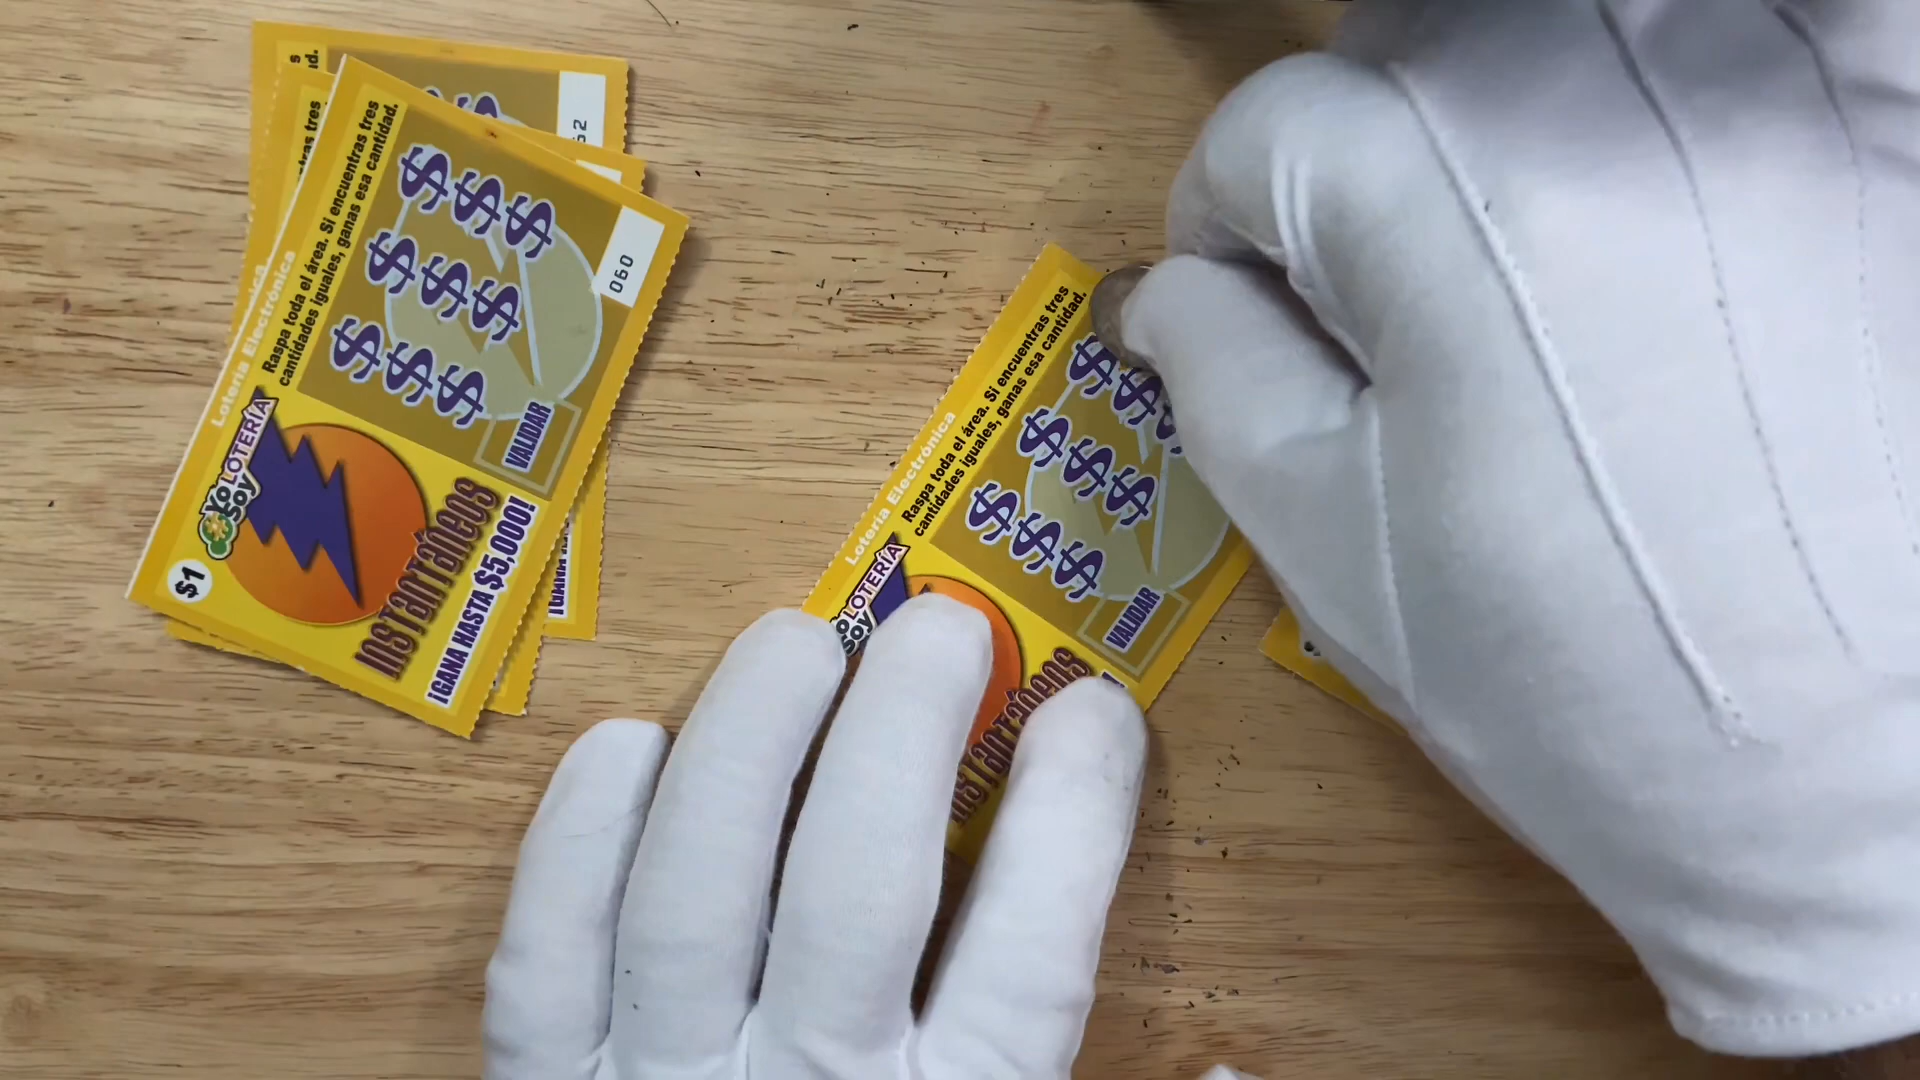 $1
Yo
Soy
LOTERÍA
Lotería Electrónica
Raspa toda el área. Si encuentras tres
cantidades iguales, ganas esa cantidad.
$ $ $
$ $ $
$ $ $
060
VALIDAR
INSTANTÁNEOS
¡GANA HASTA $5,000!
Lotería Electrónica
LOTERÍA
Soy
Raspa toda el área. Si encuentras tres
cantidades iguales, ganas esa cantidad.
$ $ $
$ $ $
$ $ $
VALIDAR
INSTANTÁNEOS